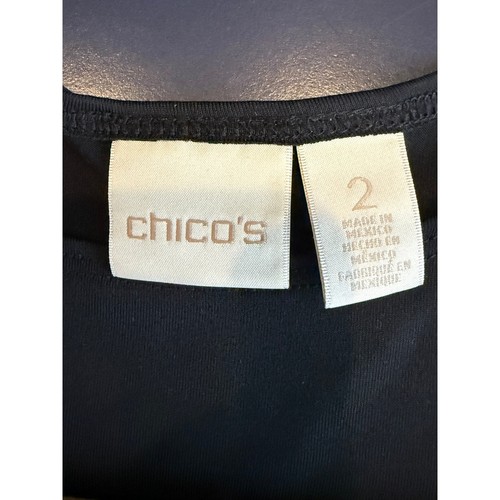 chico's
2
MADE IN
MEXICO
HECHO EN
MÉXICO
FABRIQUÉ EN
MEXIQUE